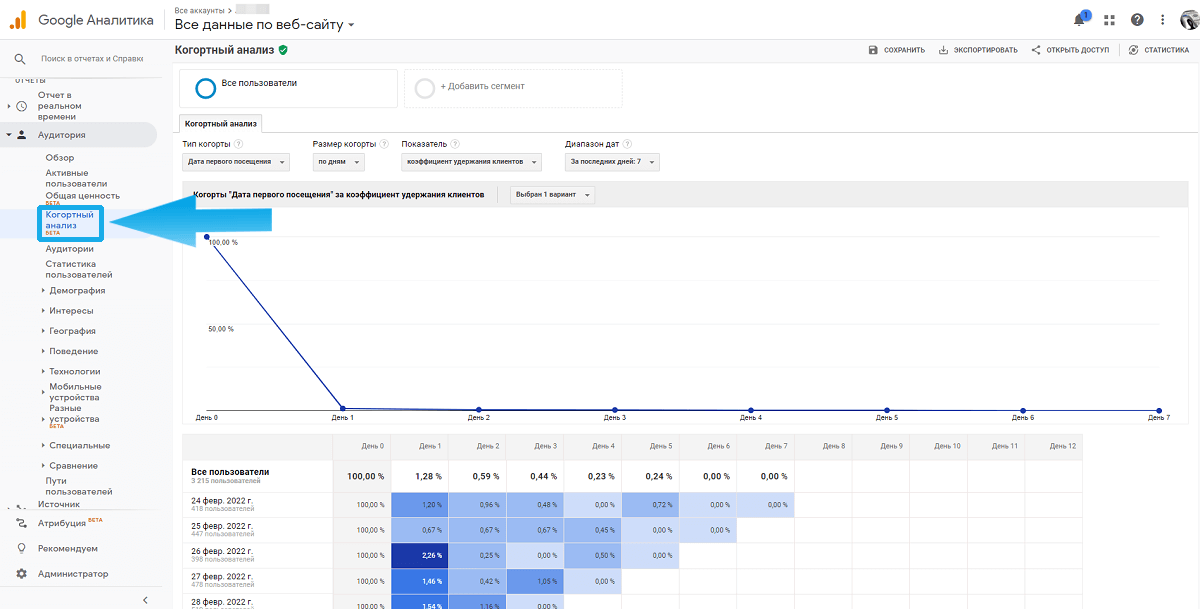 Google Аналитика
Все аккаунты >
Все данные по веб-сайту
1
Поиск в отчетах и Справке
ОТЧЕТЫ
Отчет в
реальном
времени
Аудитория
Обзор
Активные
пользователи
Общая ценность
БЕТА
Когортный
анализ
БЕТА
Аудитории
Статистика
пользователей
Демография
Интересы
География
Поведение
Технологии
Мобильные
устройства
Разные
устройства
БЕТА
Специальные
Сравнение
Пути
пользователей
Источник
Атрибуция БЕТА
Рекомендуем
Администратор
Когортный анализ
СОХРАНИТЬ
ЭКСПОРТИРОВАТЬ
ОТКРЫТЬ ДОСТУП
СТАТИСТИКА
Все пользователи
+ Добавить сегмент
Когортный анализ
Тип когорты ? Размер когорты ? Показатель ? Диапазон дат ?
Дата первого посещения по дням коэффициент удержания клиентов За последних дней: 7
Когорты "Дата первого посещения" за коэффициент удержания клиентов Выбран 1 вариант
100,00 %
50,00 %
День 0 День 1 День 2 День 3 День 4 День 5 День 6 День 7
День 0 День 1 День 2 День 3 День 4 День 5 День 6 День 7 День 8 День 9 День 10 День 11 День 12
Все пользователи 100,00 % 1,28 % 0,59 % 0,44 % 0,23 % 0,24 % 0,00 % 0,00 %
3 215 пользователей
24 февр. 2022 г. 100,00 % 1,20 % 0,96 % 0,48 % 0,00 % 0,72 % 0,00 % 0,00 %
418 пользователей
25 февр. 2022 г. 100,00 % 0,67 % 0,67 % 0,67 % 0,45 % 0,00 % 0,00 %
447 пользователей
26 февр. 2022 г. 100,00 % 2,26 % 0,25 % 0,00 % 0,50 % 0,00 %
398 пользователей
27 февр. 2022 г. 100,00 % 1,46 % 0,42 % 1,05 % 0,00 %
478 пользователей
28 февр. 2022 г. 100,00 % 1,54 % 1,16 % 0,00 %